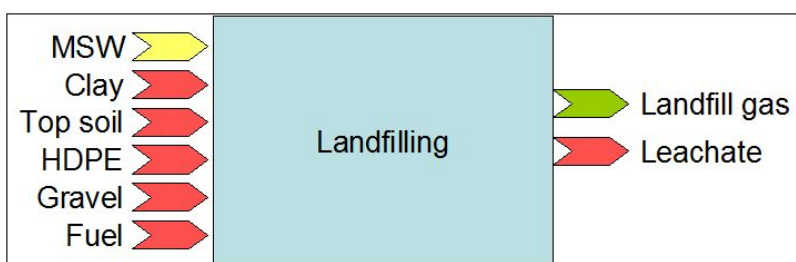 MSW
Clay
Top soil
HDPE
Gravel
Fuel
Landfilling
Landfill gas
Leachate